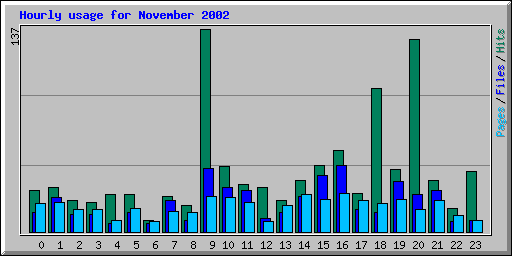 Hourly usage for November 2002
137
Pages/Files/Hits
0 1 2 3 4 5 6 7 8 9 10 11 12 13 14 15 16 17 18 19 20 21 22 23